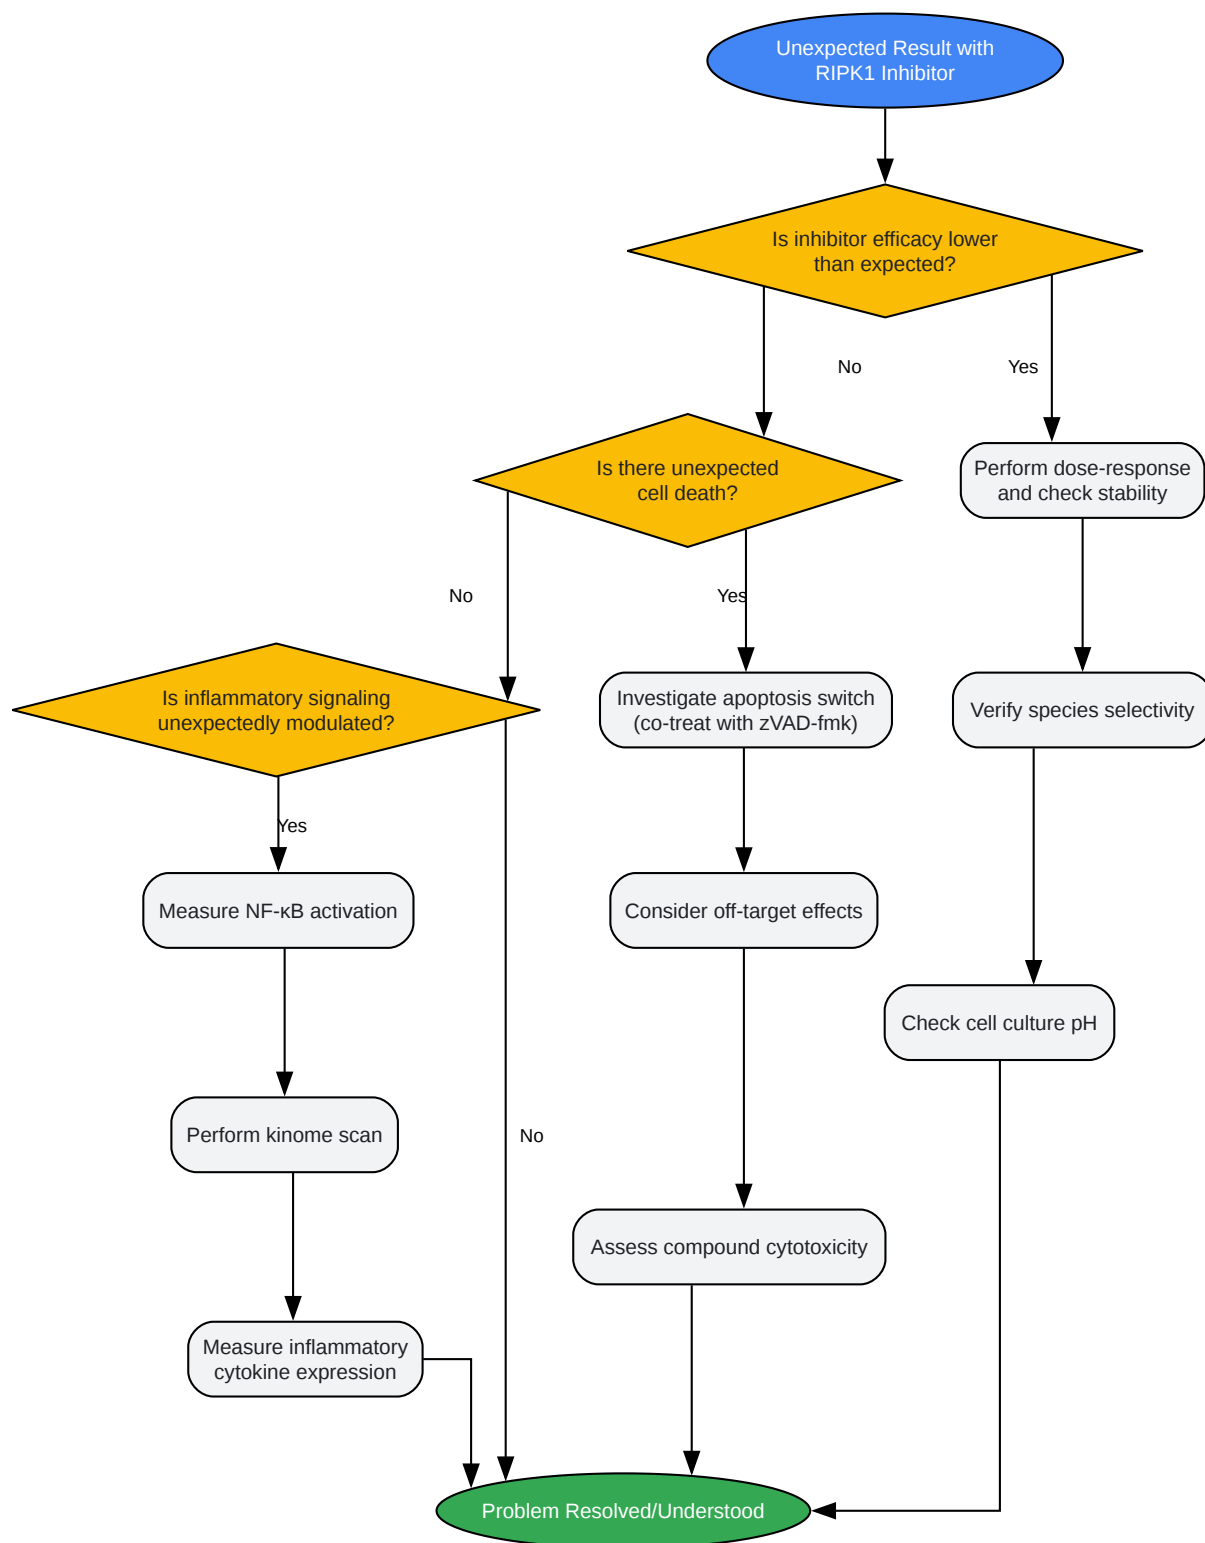 Unexpected Result with
RIPK1 Inhibitor
Is inhibitor efficacy lower
than expected?
No
Yes
Is there unexpected
cell death?
Perform dose-response
and check stability
No
Yes
Is inflammatory signaling
unexpectedly modulated?
Investigate apoptosis switch
(co-treat with zVAD-fmk)
Verify species selectivity
Yes
Measure NF-κB activation
Consider off-target effects
Check cell culture pH
Perform kinome scan
No
Assess compound cytotoxicity
Measure inflammatory
cytokine expression
Problem Resolved/Understood